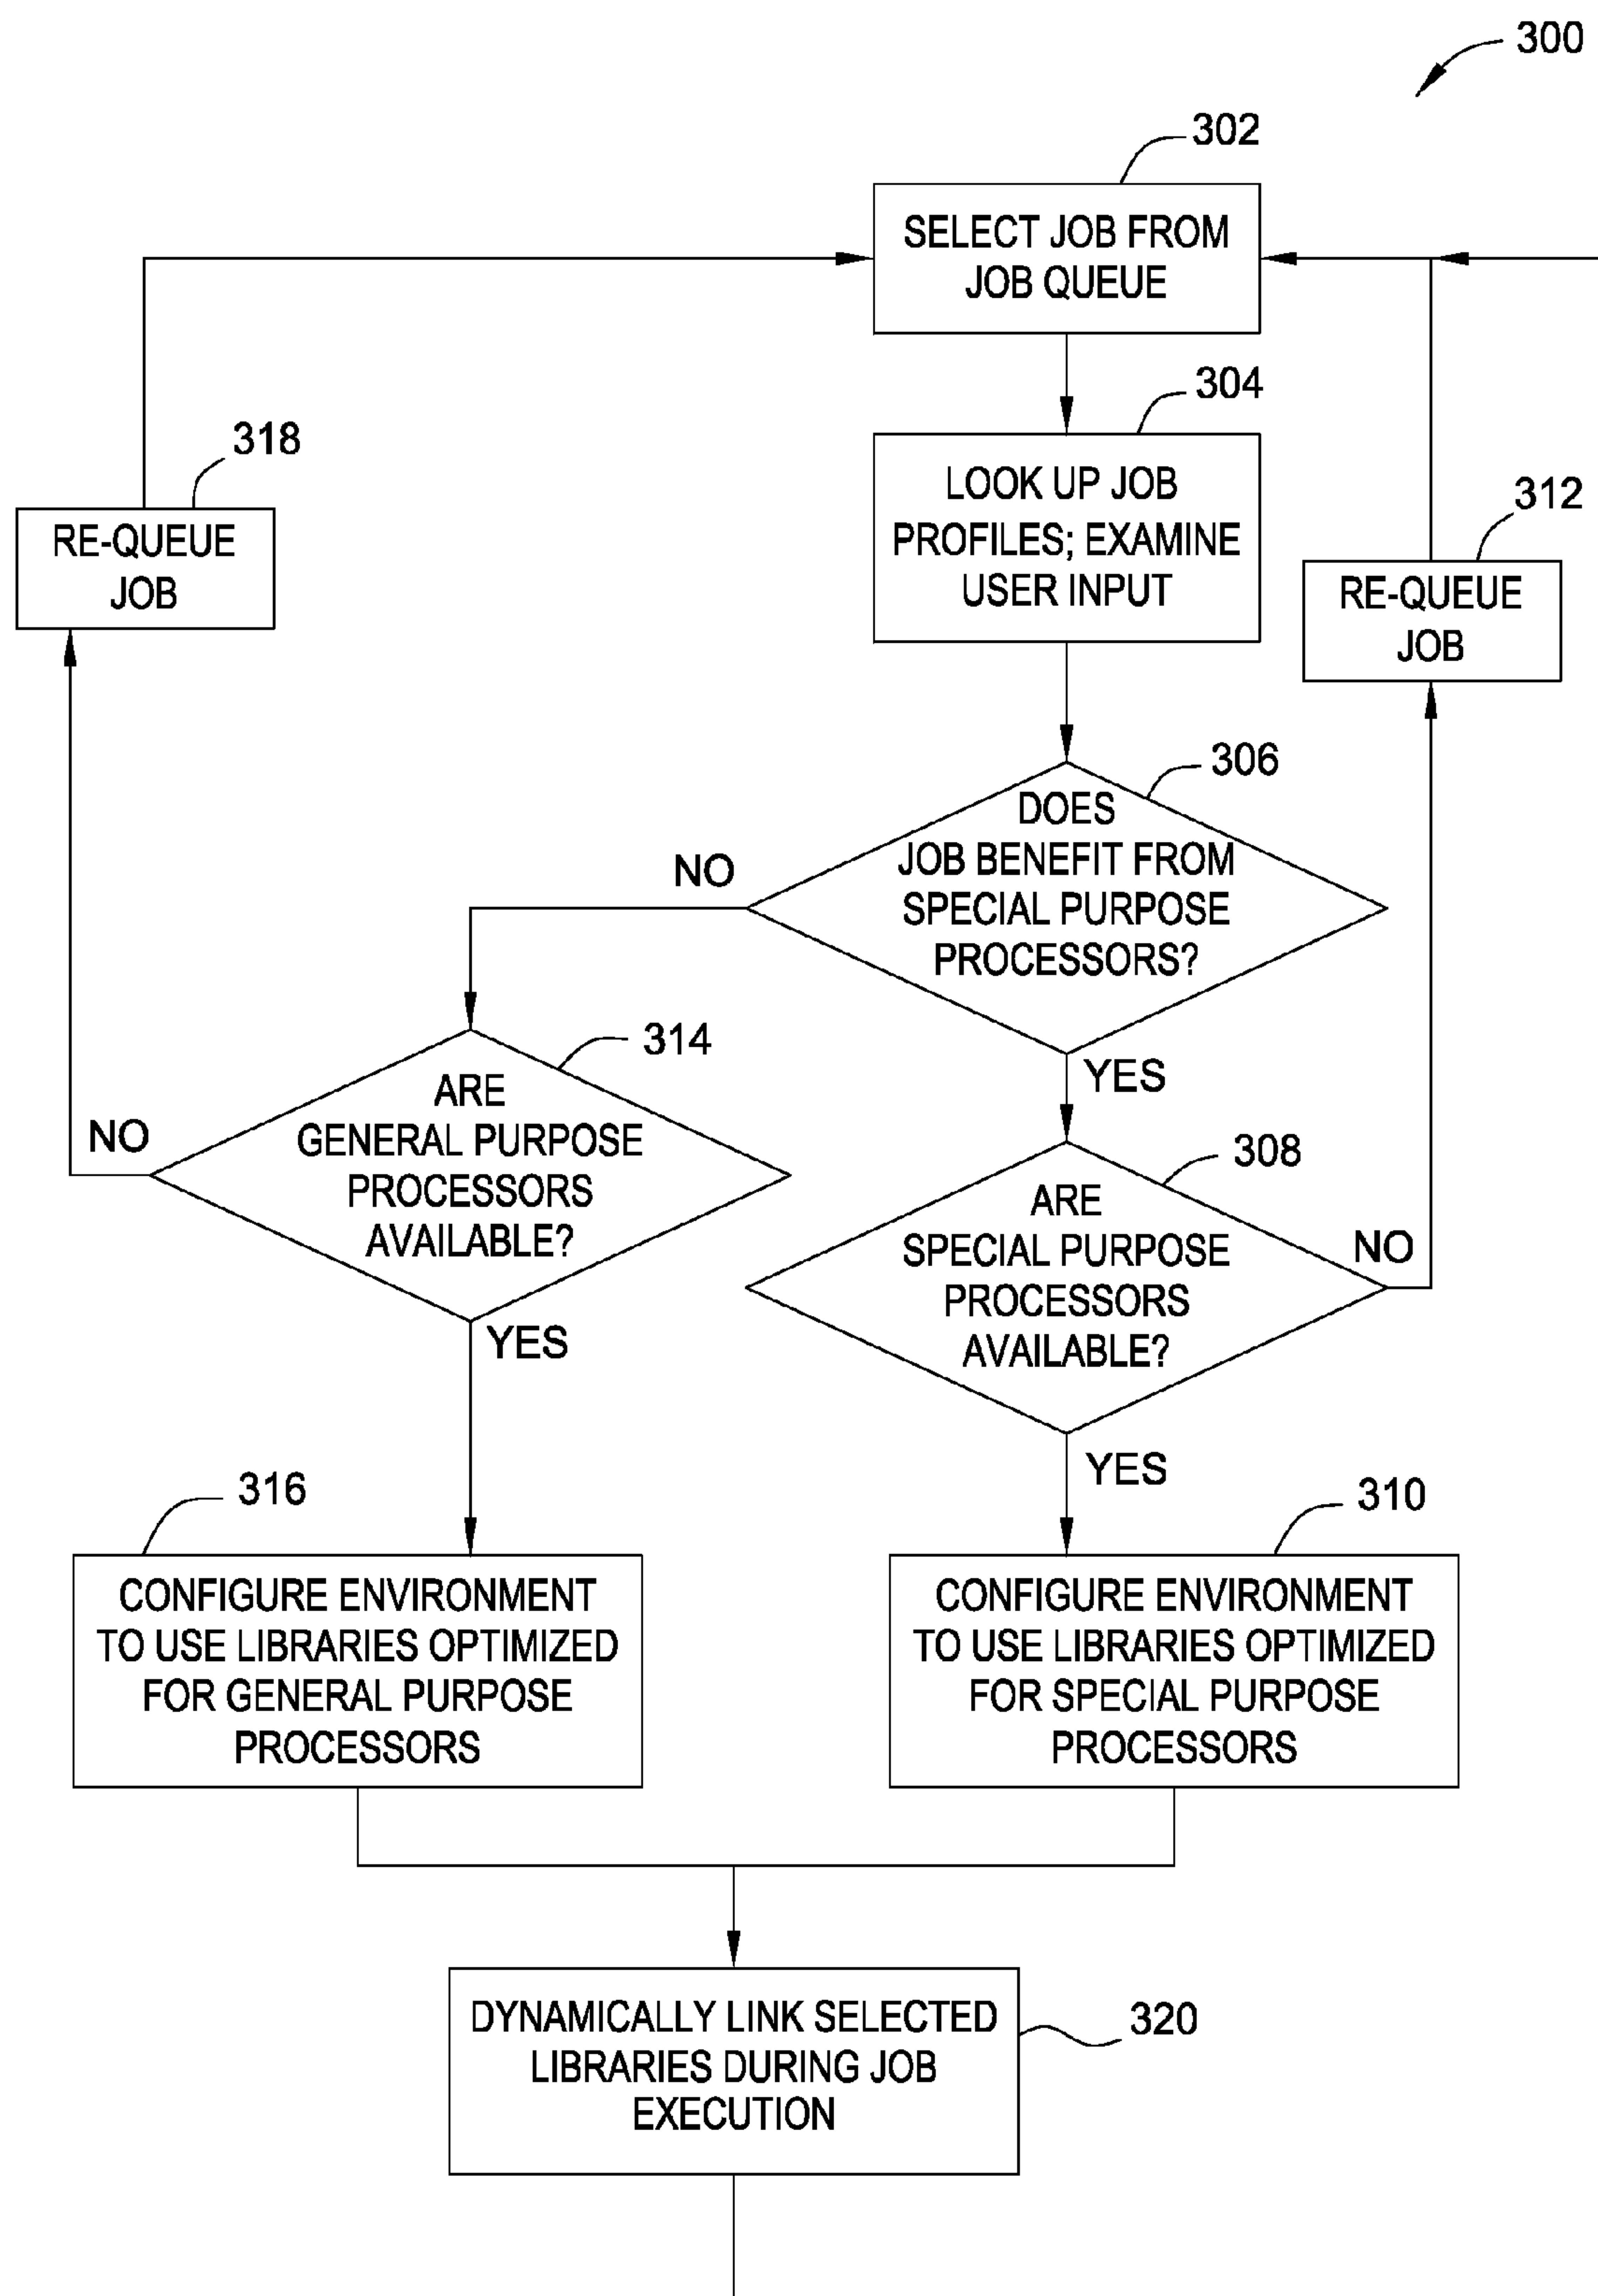 300
302
SELECT JOB FROM
JOB QUEUE
304
LOOK UP JOB
PROFILES; EXAMINE
USER INPUT
318
RE-QUEUE
JOB
312
RE-QUEUE
JOB
306
DOES
JOB BENEFIT FROM
SPECIAL PURPOSE
PROCESSORS?
NO
YES
314
ARE
GENERAL PURPOSE
PROCESSORS
AVAILABLE?
NO
YES
308
ARE
SPECIAL PURPOSE
PROCESSORS
AVAILABLE?
NO
YES
316
CONFIGURE ENVIRONMENT
TO USE LIBRARIES OPTIMIZED
FOR GENERAL PURPOSE
PROCESSORS
310
CONFIGURE ENVIRONMENT
TO USE LIBRARIES OPTIMIZED
FOR SPECIAL PURPOSE
PROCESSORS
DYNAMICALLY LINK SELECTED
LIBRARIES DURING JOB
EXECUTION
320